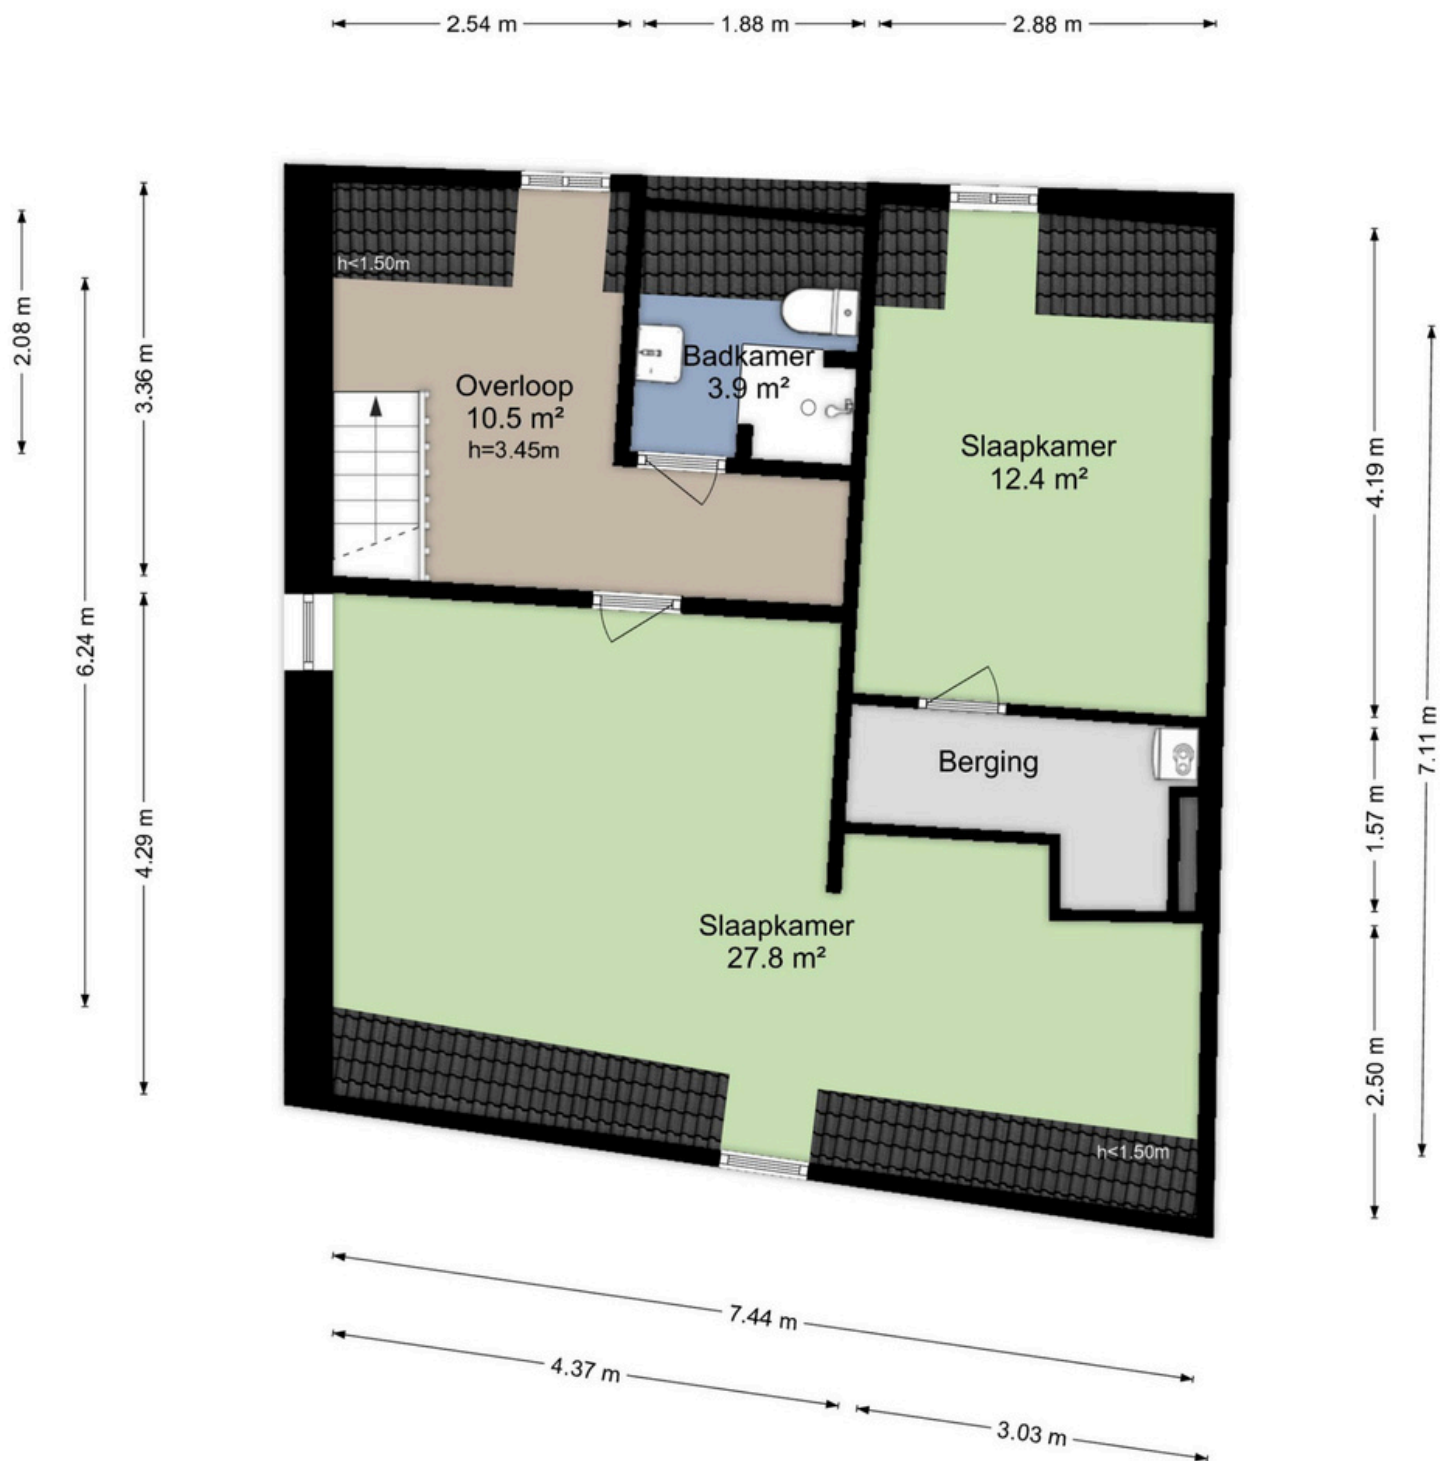 2.54 m
1.88 m
2.88 m
h<1.50m
2.08 m
3.36 m
Badkamer
3.9 m²
Overloop
10.5 m²
h=3.45m
Slaapkamer
12.4 m²
4.19 m
6.24 m
7.11 m
Berging
4.29 m
1.57 m
Slaapkamer
27.8 m²
2.50 m
h<1.50m
7.44 m
4.37 m
3.03 m